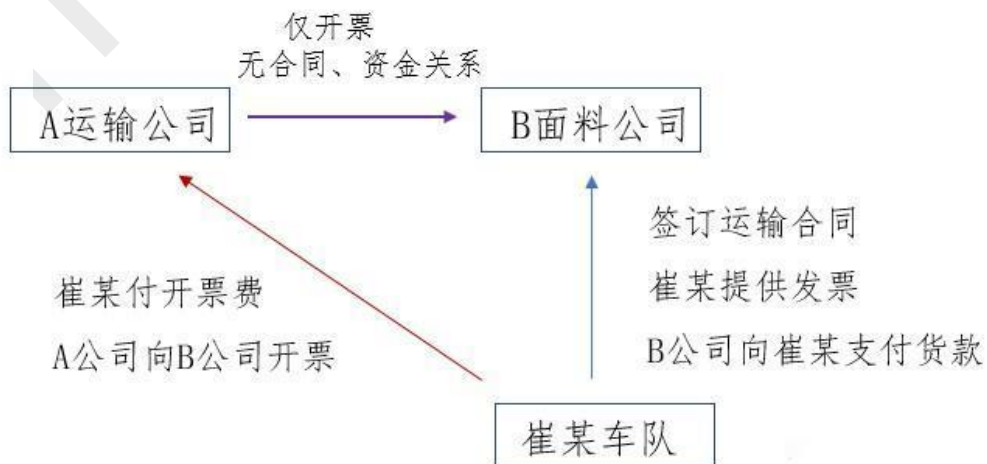 仅开票
无合同、资金关系
A运输公司
B面料公司
签订运输合同
崔某付开票费
崔某提供发票
A公司向B公司开票
B公司向崔某支付货款
崔某车队